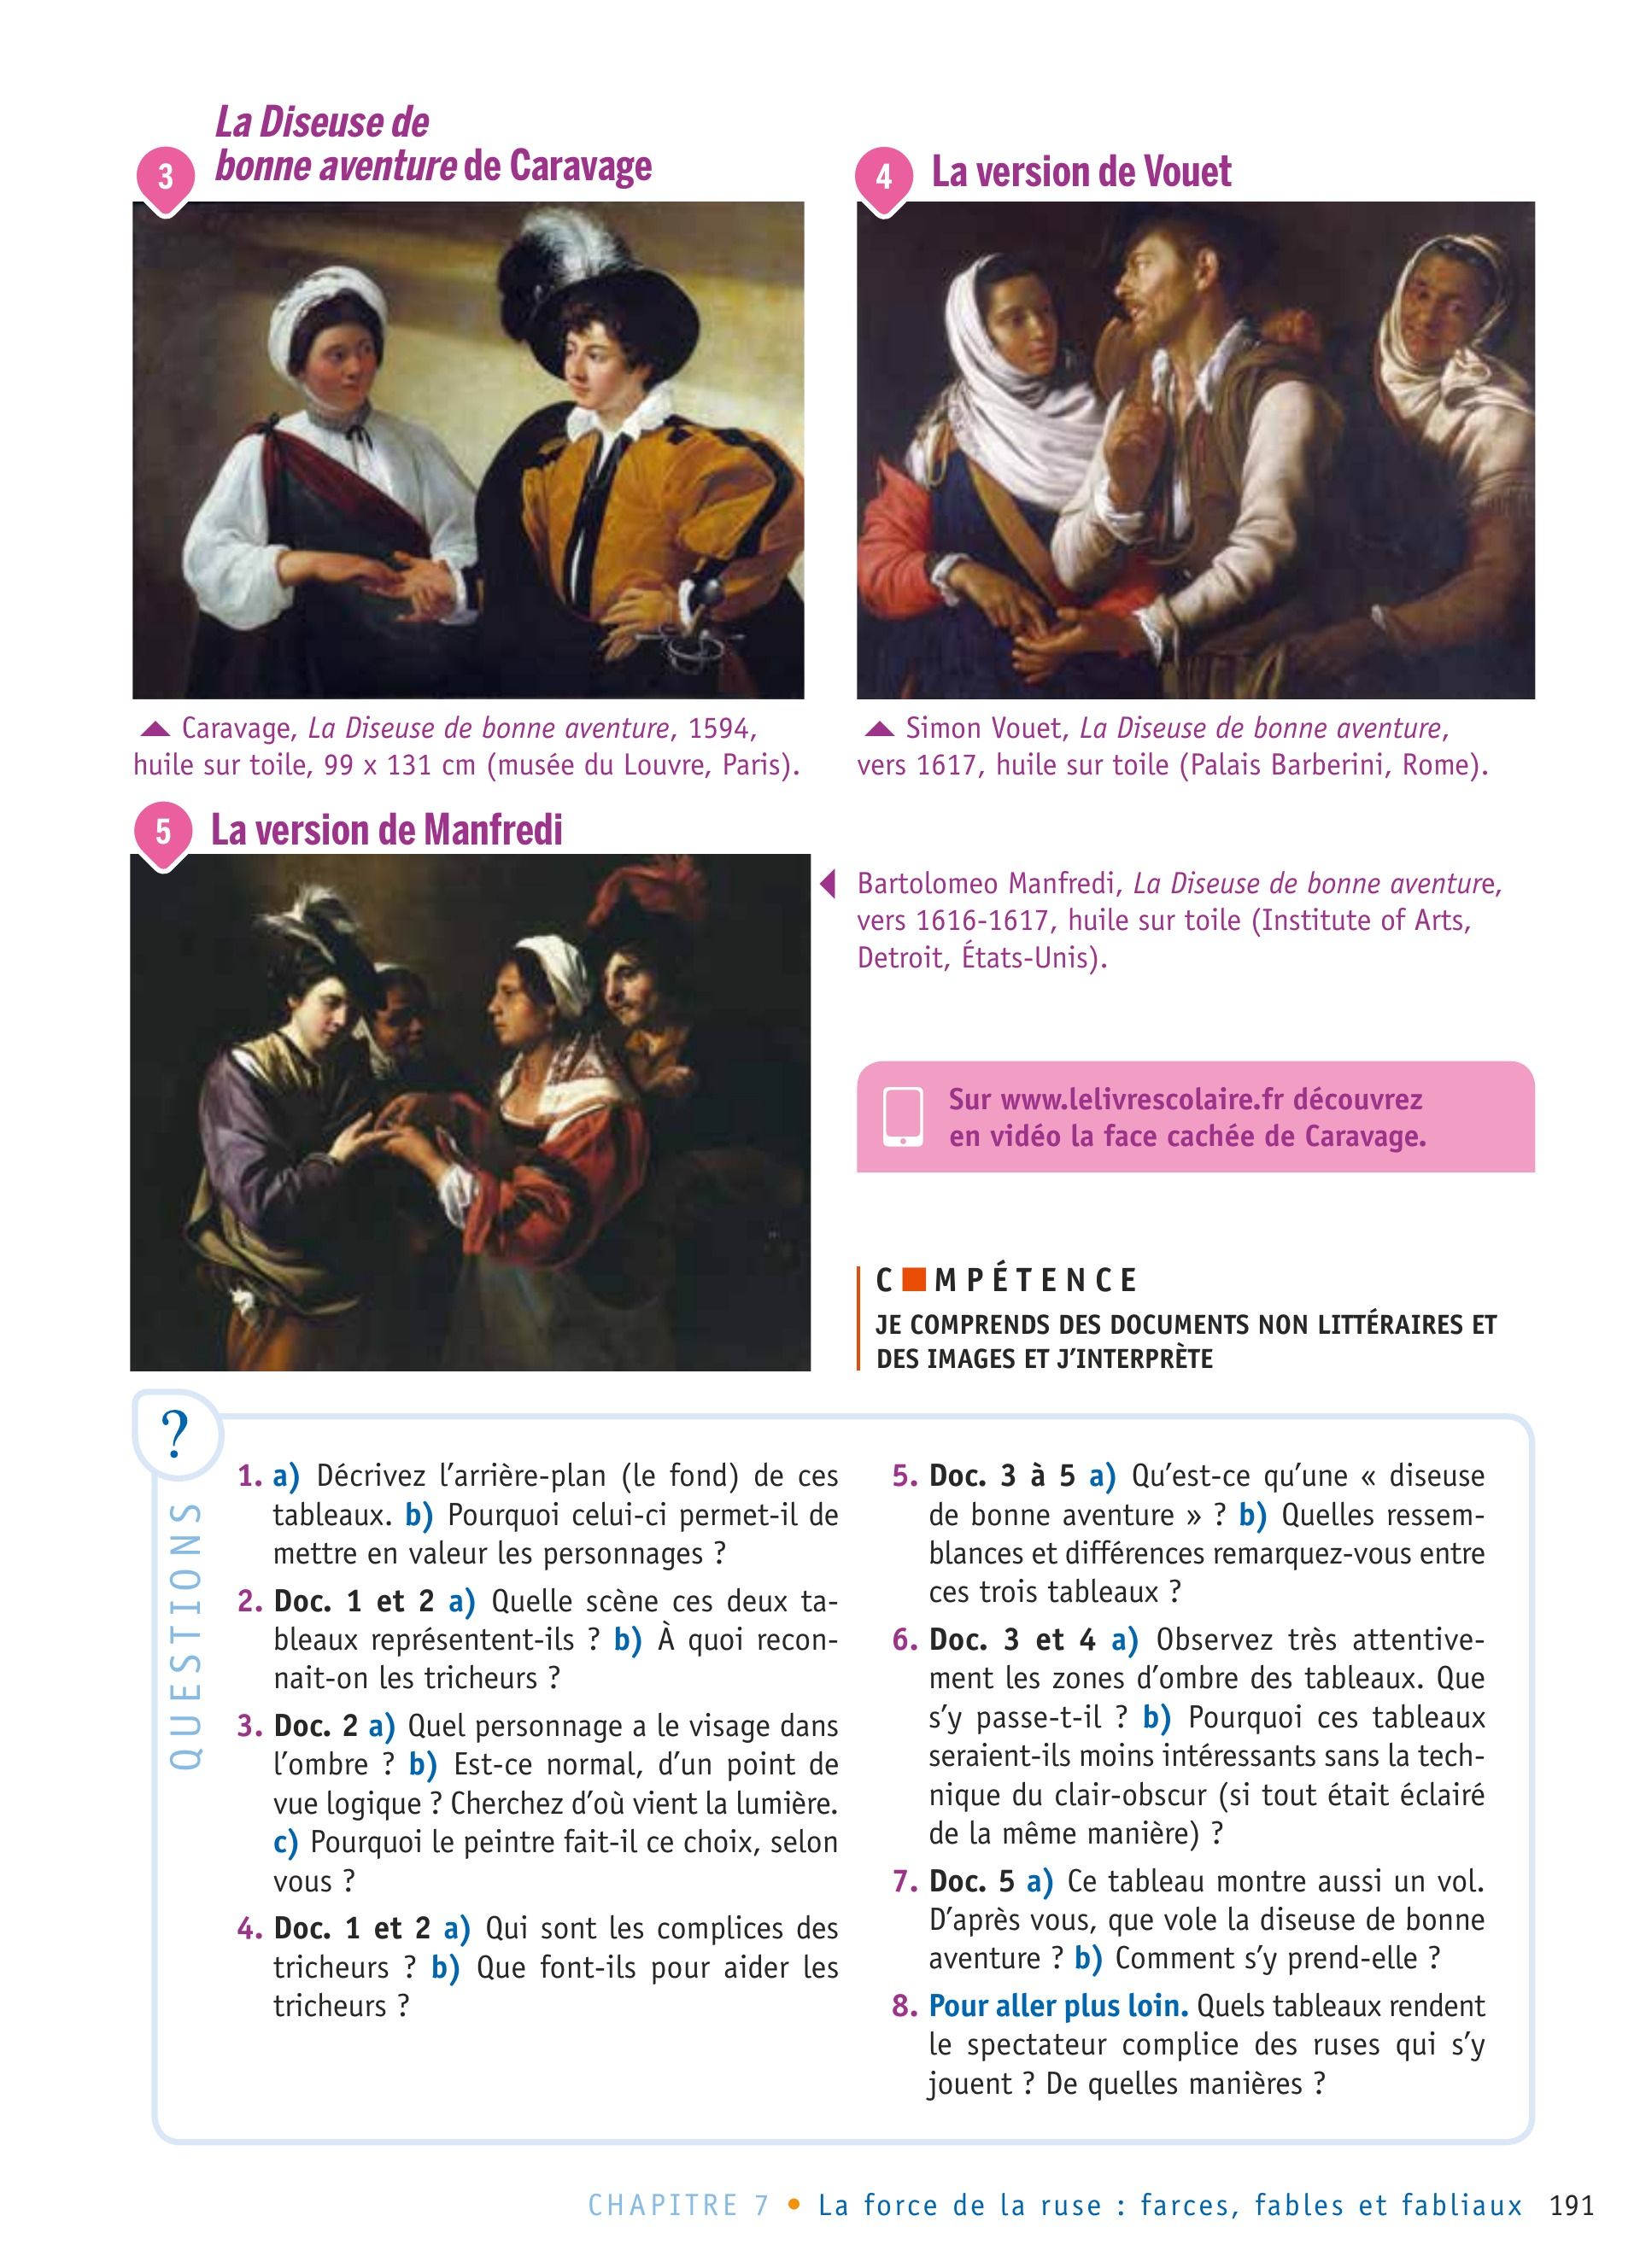 3
La Diseuse de
bonne aventure de Caravage
▲ Caravage, La Diseuse de bonne aventure, 1594,
huile sur toile, 99 x 131 cm (musée du Louvre, Paris).
4
La version de Vouet
▲ Simon Vouet, La Diseuse de bonne aventure,
vers 1617, huile sur toile (Palais Barberini, Rome).
5
La version de Manfredi
◀ Bartolomeo Manfredi, La Diseuse de bonne aventure,
vers 1616-1617, huile sur toile (Institute of Arts,
Detroit, États-Unis).
Sur www.lelivrescolaire.fr découvrez
en vidéo la face cachée de Caravage.
C■MPÉTENCE
JE COMPRENDS DES DOCUMENTS NON LITTÉRAIRES ET
DES IMAGES ET J'INTERPRÈTE
?
QUESTIONS
1. a) Décrivez l'arrière-plan (le fond) de ces
tableaux. b) Pourquoi celui-ci permet-il de
mettre en valeur les personnages ?
2. Doc. 1 et 2 a) Quelle scène ces deux ta-
bleaux représentent-ils ? b) À quoi recon-
nait-on les tricheurs ?
3. Doc. 2 a) Quel personnage a le visage dans
l'ombre ? b) Est-ce normal, d'un point de
vue logique ? Cherchez d'où vient la lumière.
c) Pourquoi le peintre fait-il ce choix, selon
vous ?
4. Doc. 1 et 2 a) Qui sont les complices des
tricheurs ? b) Que font-ils pour aider les
tricheurs ?
5. Doc. 3 à 5 a) Qu'est-ce qu'une « diseuse
de bonne aventure » ? b) Quelles ressem-
blances et différences remarquez-vous entre
ces trois tableaux ?
6. Doc. 3 et 4 a) Observez très attentive-
ment les zones d'ombre des tableaux. Que
s'y passe-t-il ? b) Pourquoi ces tableaux
seraient-ils moins intéressants sans la tech-
nique du clair-obscur (si tout était éclairé
de la même manière) ?
7. Doc. 5 a) Ce tableau montre aussi un vol.
D'après vous, que vole la diseuse de bonne
aventure ? b) Comment s'y prend-elle ?
8. Pour aller plus loin. Quels tableaux rendent
le spectateur complice des ruses qui s'y
jouent ? De quelles manières ?
CHAPITRE 7 • La force de la ruse : farces, fables et fabliaux 191